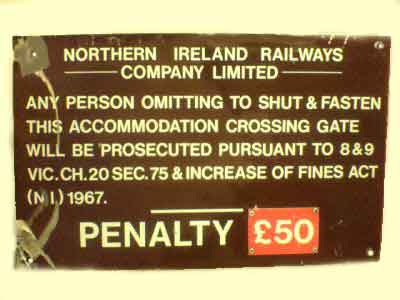 NORTHERN IRELAND RAILWAYS
COMPANY LIMITED
ANY PERSON OMITTING TO SHUT & FASTEN
THIS ACCOMMODATION CROSSING GATE
WILL BE PROSECUTED PURSUANT TO 8&9
VIC. CH. 20 SEC. 75 & INCREASE OF FINES ACT
(N.I.) 1967.
PENALTY £50